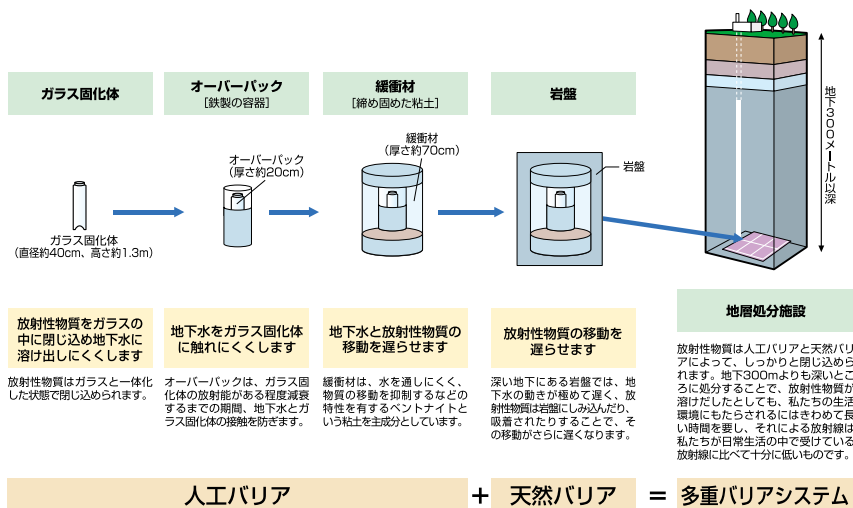 ガラス固化体
オーバーパック
[鉄製の容器]
緩衝材
[締め固めた粘土]
岩盤
ガラス固化体
(直径約40cm、高さ約1.3m)
オーバーパック
(厚さ約20cm)
緩衝材
(厚さ約70cm)
岩盤
地下300メートル以深
放射性物質をガラスの
中に閉じ込め地下水に
溶け出しにくくします
放射性物質はガラスと一体化
した状態で閉じ込められます。
地下水をガラス固化体
に触れにくくします
オーバーパックは、ガラス固
化体の放射能がある程度減衰
するまでの期間、地下水とガ
ラス固化体の接触を防ぎます。
地下水と放射性物質の
移動を遅らせます
緩衝材は、水を通しにくく、
物質の移動を抑制するなどの
特性を有するベントナイトと
いう粘土を主成分としています。
放射性物質の移動を
遅らせます
深い地下にある岩盤では、地
下水の動きが極めて遅く、放
射性物質は岩盤にしみ込んだり、
吸着されたりすることで、そ
の移動がさらに遅くなります。
地層処分施設
放射性物質は人工バリアと天然バリ
アによって、しっかりと閉じ込めら
れます。地下300mよりも深いとこ
ろに処分することで、放射性物質が
溶けだしたとしても、私たちの生活
環境にもたらされるにはきわめて長
い時間を要し、それによる放射線は
私たちが日常生活の中で受けている
放射線に比べて十分に低いものです。
人工バリア + 天然バリア = 多重バリアシステム